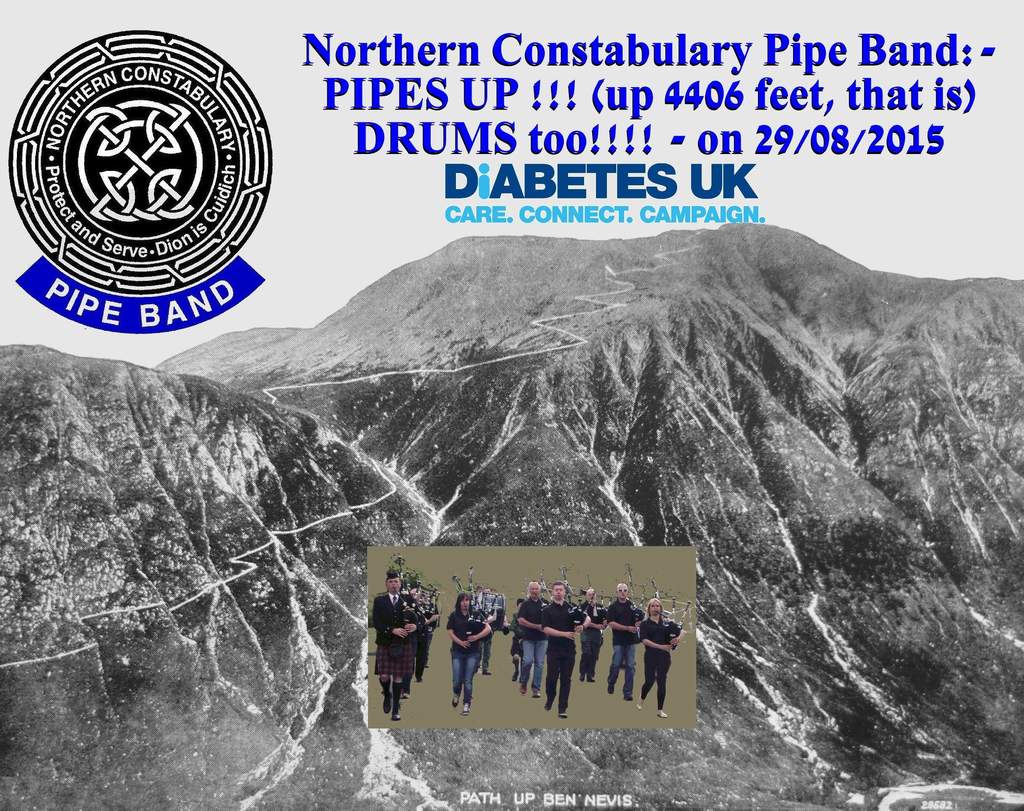 Northern Constabulary Pipe Band:-
PIPES UP !!! (up 4406 feet, that is)
DRUMS too!!!! - on 29/08/2015
DiABETES UK
CARE. CONNECT. CAMPAIGN.
• NORTHERN CONSTABULARY •
Protect and Serve • Dion is Cuidich
PIPE BAND
PATH UP BEN NEVIS.